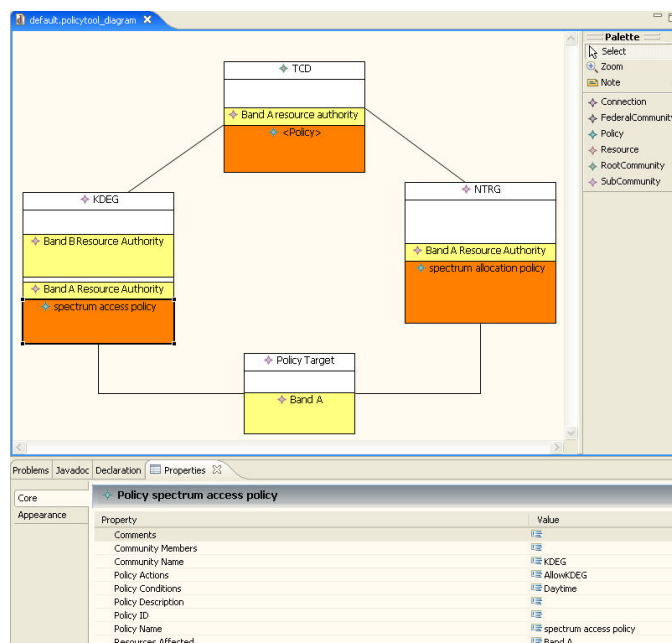 default.policytool_diagram
TCD
Band A resource authority
<Policy>
KDEG
Band B Resource Authority
Band A Resource Authority
spectrum access policy
NTRG
Band A Resource Authority
spectrum allocation policy
Policy Target
Band A
Palette
Select
Zoom
Note
Connection
FederalCommunity
Policy
Resource
RootCommunity
SubCommunity
Problems Javadoc Declaration Properties
Core
Appearance
Policy spectrum access policy
Property Value
Comments
Community Members
Community Name KDEG
Policy Actions AllowKDEG
Policy Conditions Daytime
Policy Description
Policy ID
Policy Name spectrum access policy
Resources Affected Band A